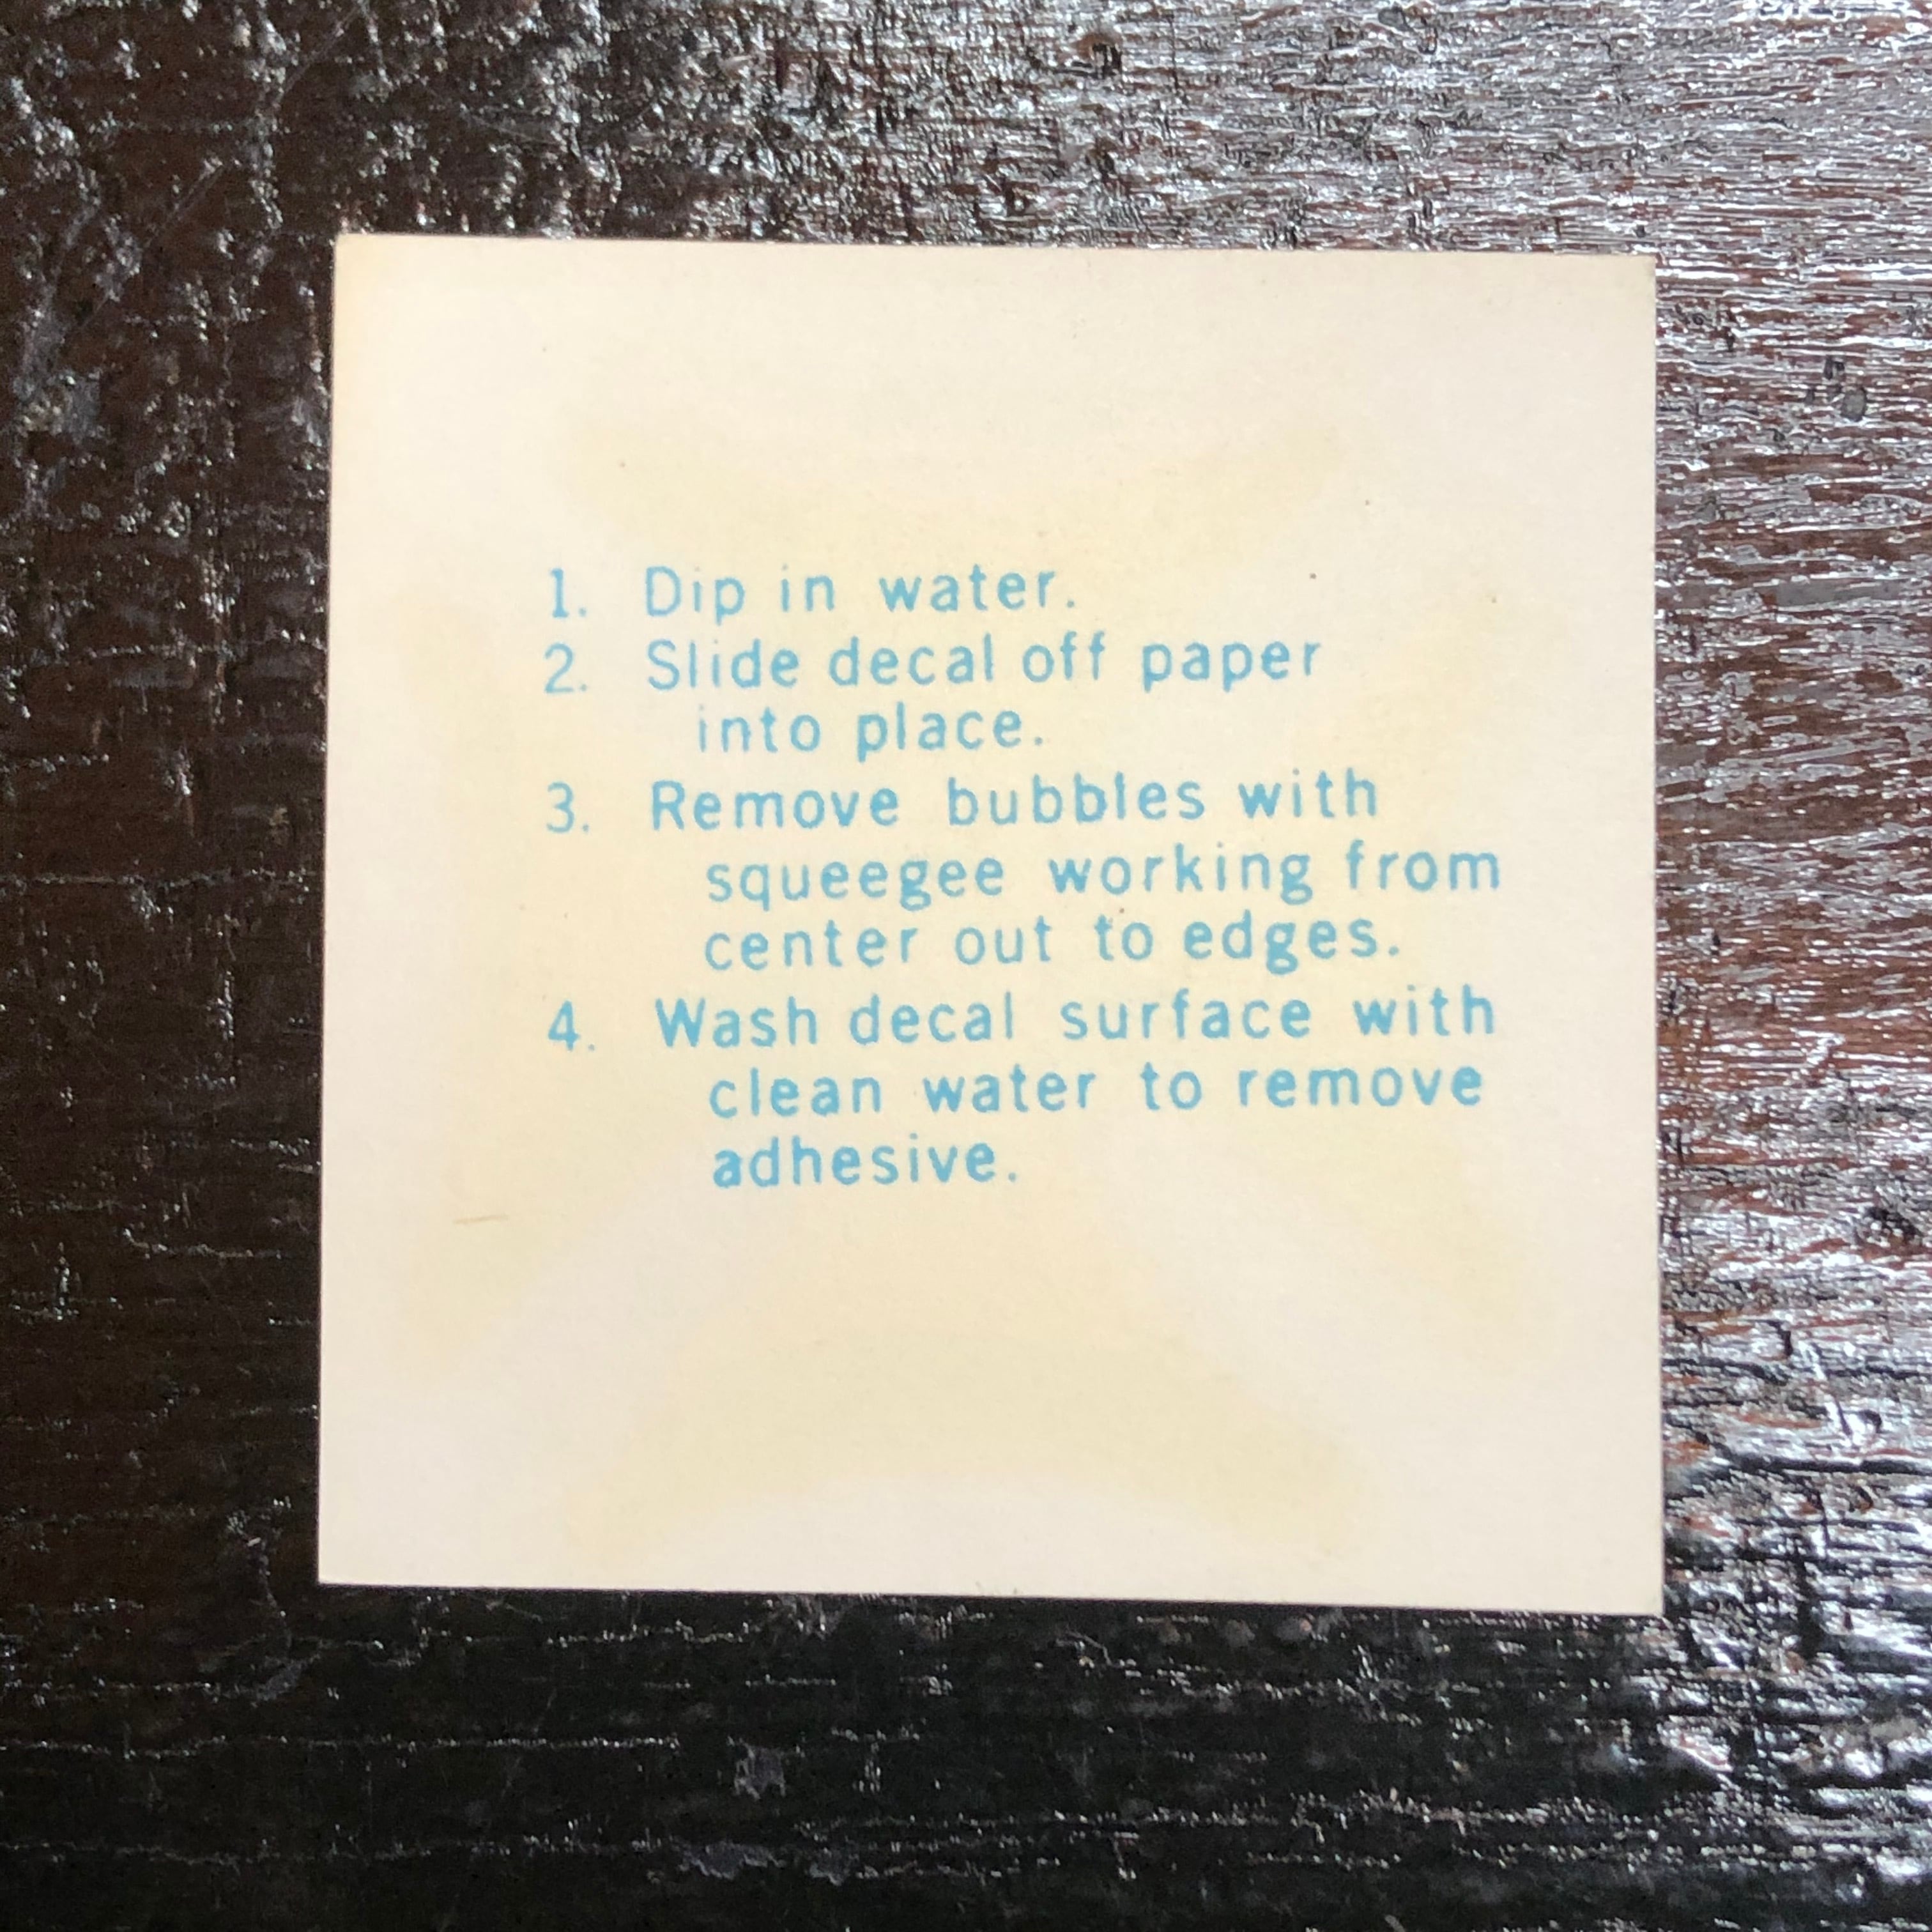 1. Dip in water.
2. Slide decal off paper
into place.
3. Remove bubbles with
squeegee working from
center out to edges.
4. Wash decal surface with
clean water to remove
adhesive.